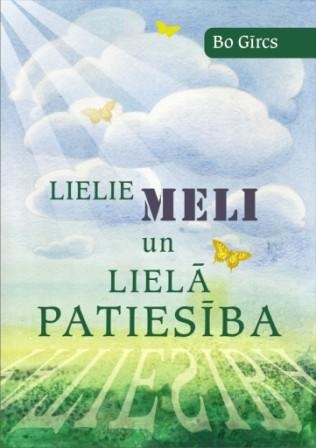 Bo Gīrcs
LIELIE MELI
un
LIELĀ
PATIESĪBA